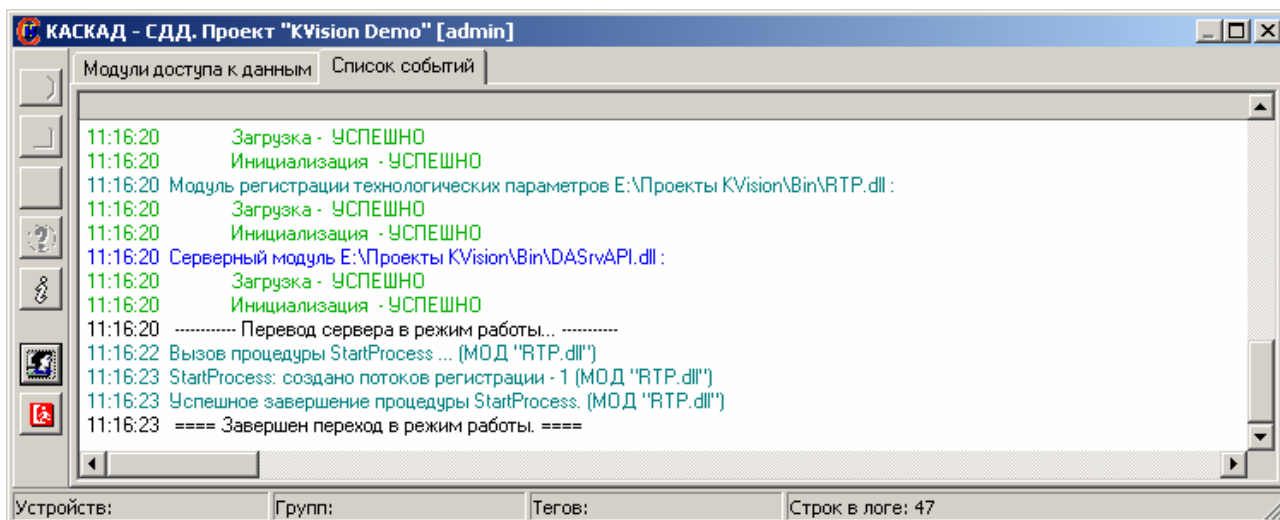 КАСКАД - СДД. Проект "KVision Demo" [admin]
Модули доступа к данным Список событий
11:16:20 Загрузка - УСПЕШНО
11:16:20 Инициализация - УСПЕШНО
11:16:20 Модуль регистрации технологических параметров E:\Проекты KVision\Bin\RTP.dll :
11:16:20 Загрузка - УСПЕШНО
11:16:20 Инициализация - УСПЕШНО
11:16:20 Серверный модуль E:\Проекты KVision\Bin\DASrvAPI.dll :
11:16:20 Загрузка - УСПЕШНО
11:16:20 Инициализация - УСПЕШНО
11:16:20 ----------- Перевод сервера в режим работы... ----------
11:16:22 Вызов процедуры StartProcess ... (МОД "RTP.dll")
11:16:23 StartProcess: создано потоков регистрации - 1 (МОД "RTP.dll")
11:16:23 Успешное завершение процедуры StartProcess. (МОД "RTP.dll")
11:16:23 ==== Завершен переход в режим работы. ====
Устройств: Групп: Тегов: Строк в логе: 47